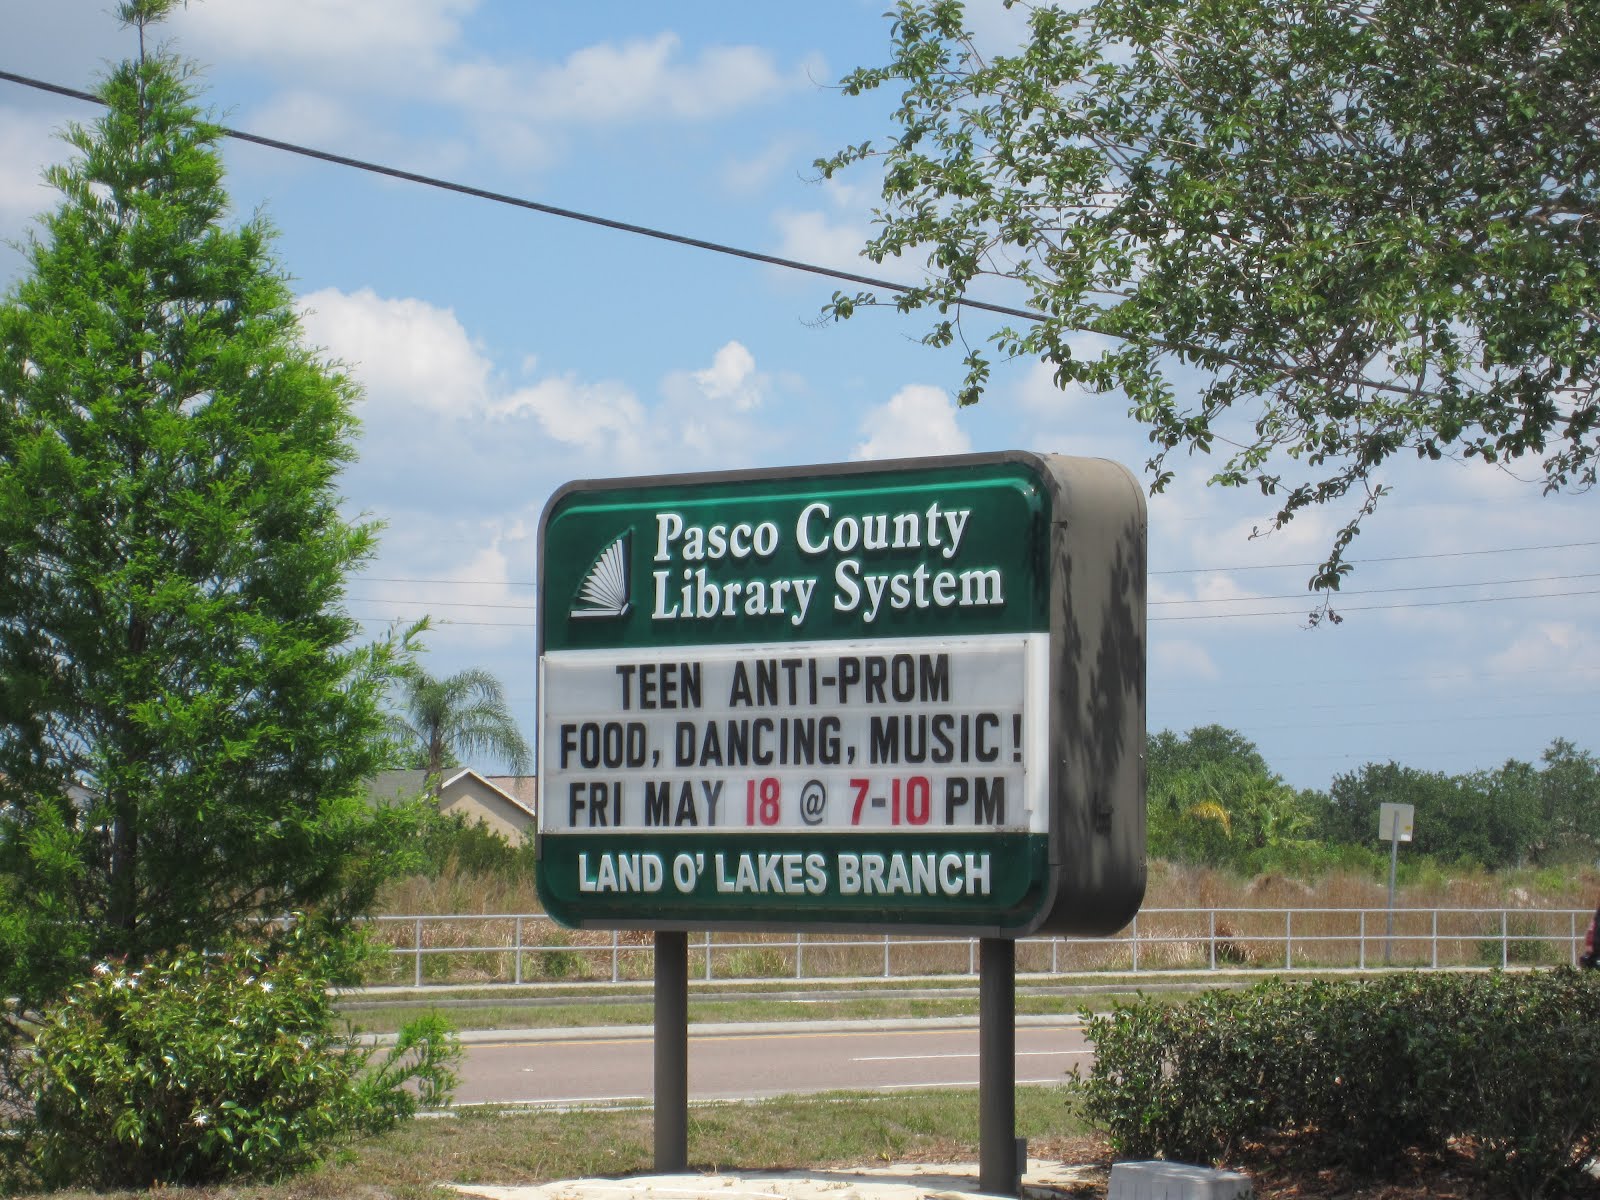 Pasco County
Library System
TEEN ANTI-PROM
FOOD, DANCING, MUSIC!
FRI MAY 18 @ 7-10 PM
LAND O' LAKES BRANCH